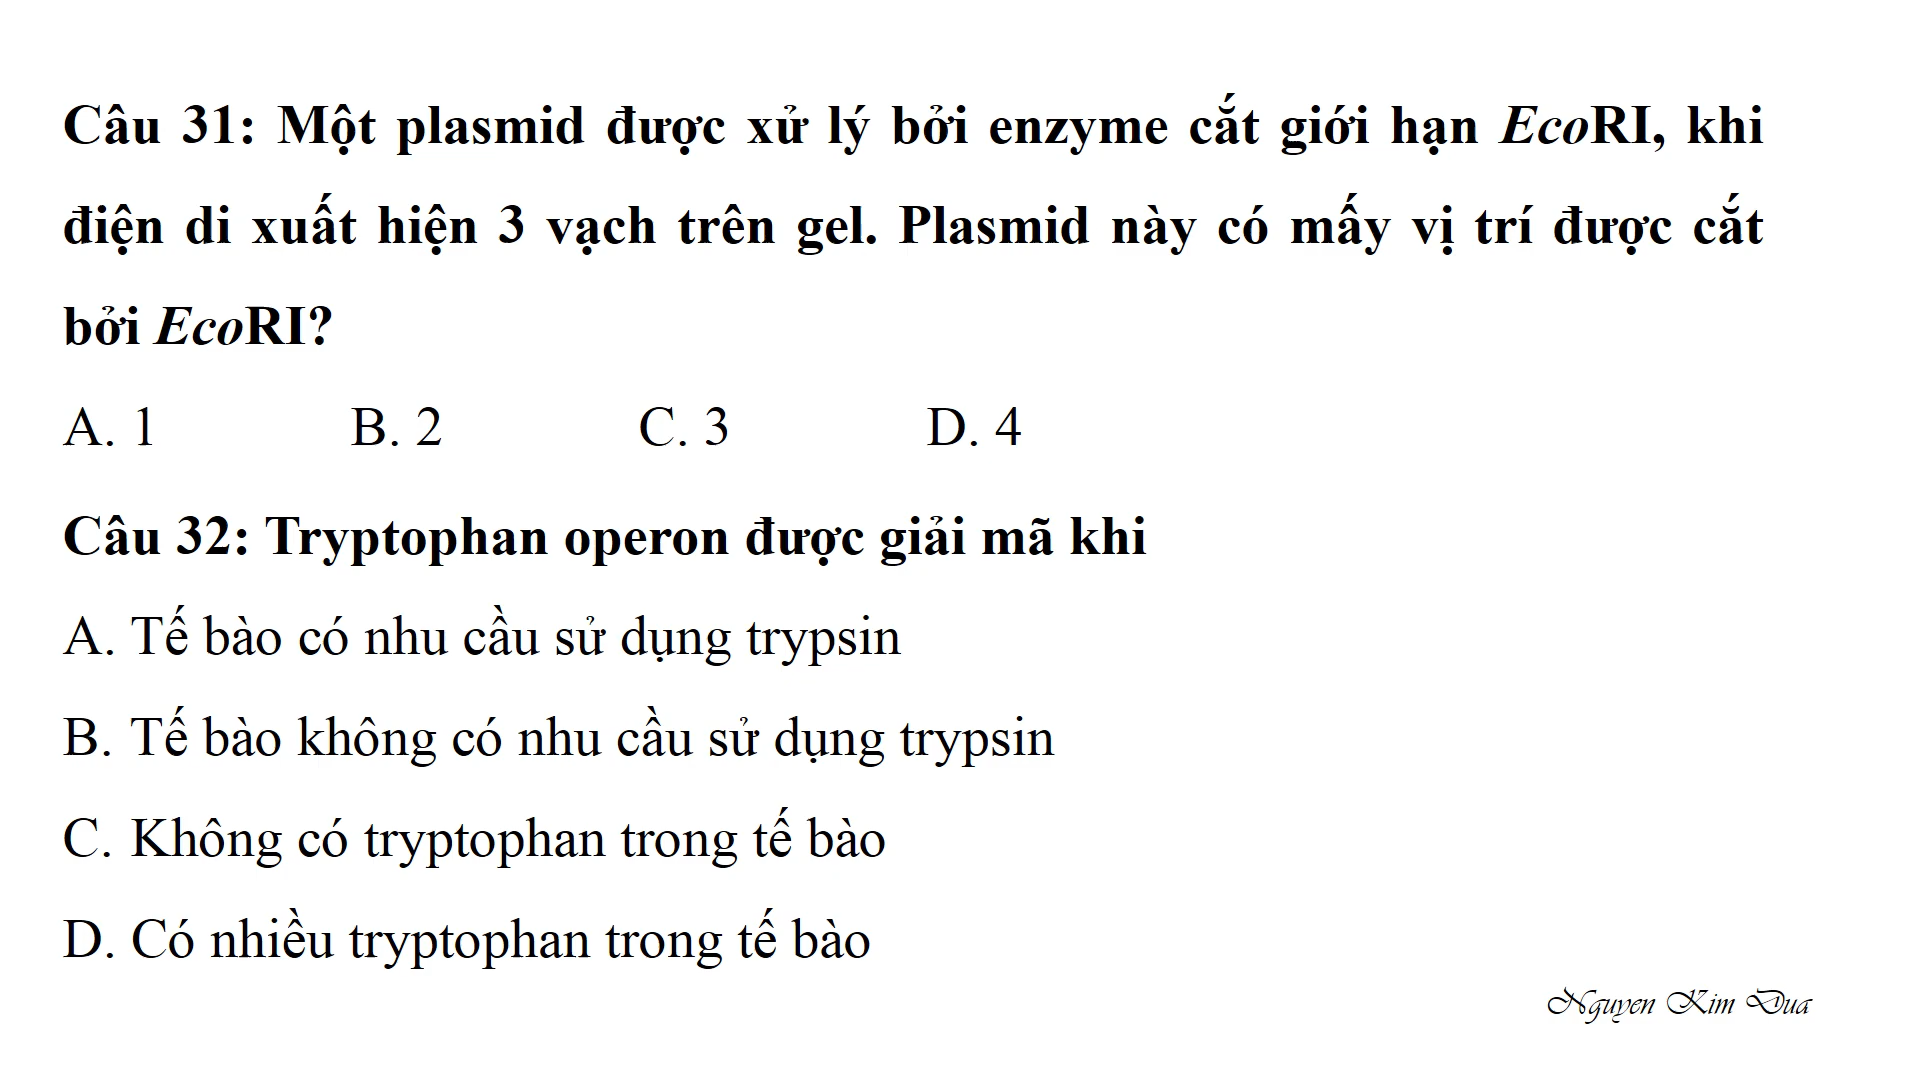 Câu 31: Một plasmid được xử lý bởi enzyme cắt giới hạn EcoRI, khi
điện di xuất hiện 3 vạch trên gel. Plasmid này có mấy vị trí được cắt
bởi EcoRI?
A. 1 B. 2 C. 3 D. 4
Câu 32: Tryptophan operon được giải mã khi
A. Tế bào có nhu cầu sử dụng trypsin
B. Tế bào không có nhu cầu sử dụng trypsin
C. Không có tryptophan trong tế bào
D. Có nhiều tryptophan trong tế bào
Nguyen Kim Dua